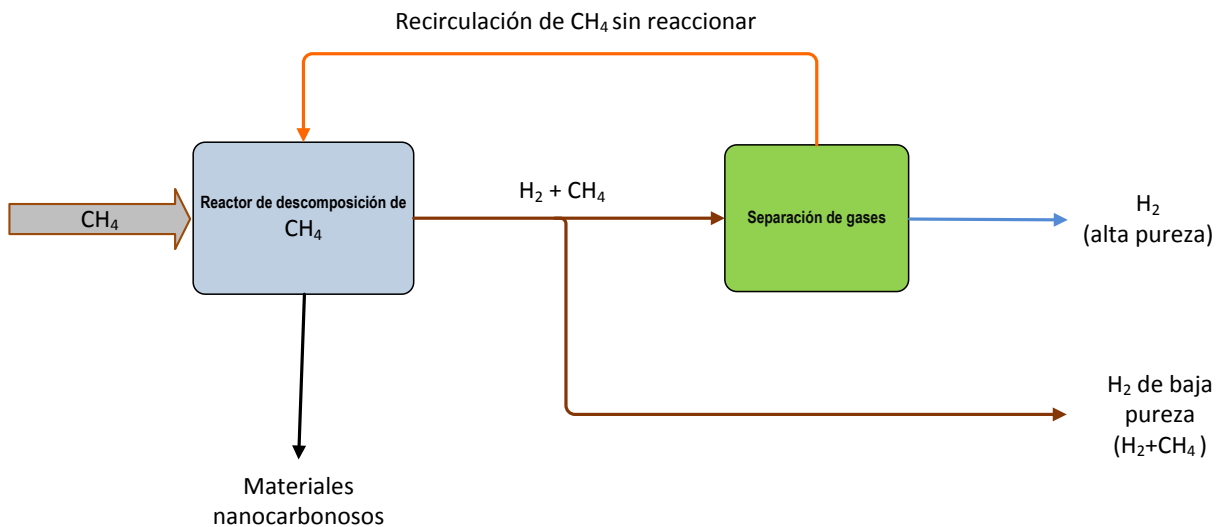 Recirculación de CH₄ sin reaccionar
CH₄
Reactor de descomposición de
CH₄
H₂ + CH₄
Separación de gases
H₂
(alta pureza)
H₂ de baja
pureza
(H₂+CH₄ )
Materiales
nanocarbonosos